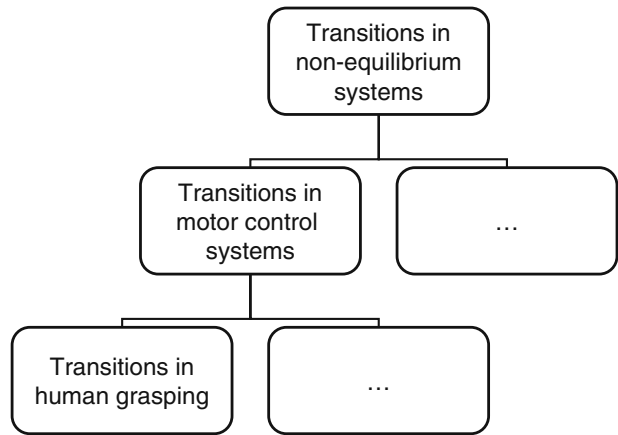 Transitions in
non-equilibrium
systems
Transitions in
motor control
systems
...
Transitions in
human grasping
...